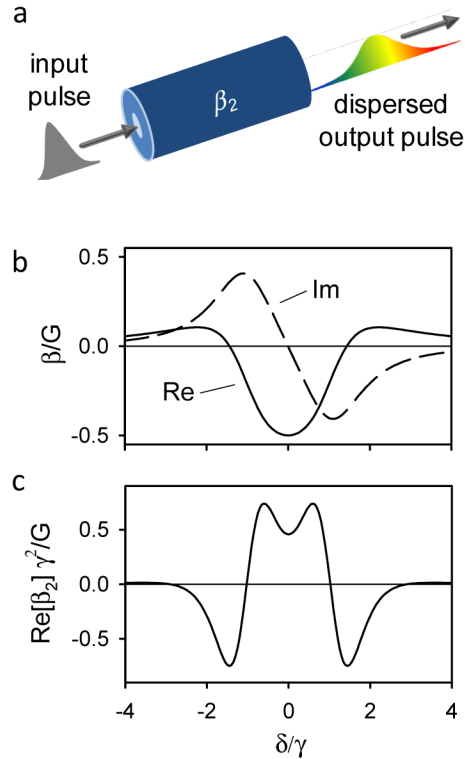 a
input
pulse
β₂
dispersed
output pulse
b
0.5
0.0
-0.5
β/G
Im
Re
c
0.5
0.0
-0.5
Re[β₂] γ²/G
-4
-2
0
2
4
δ/γ